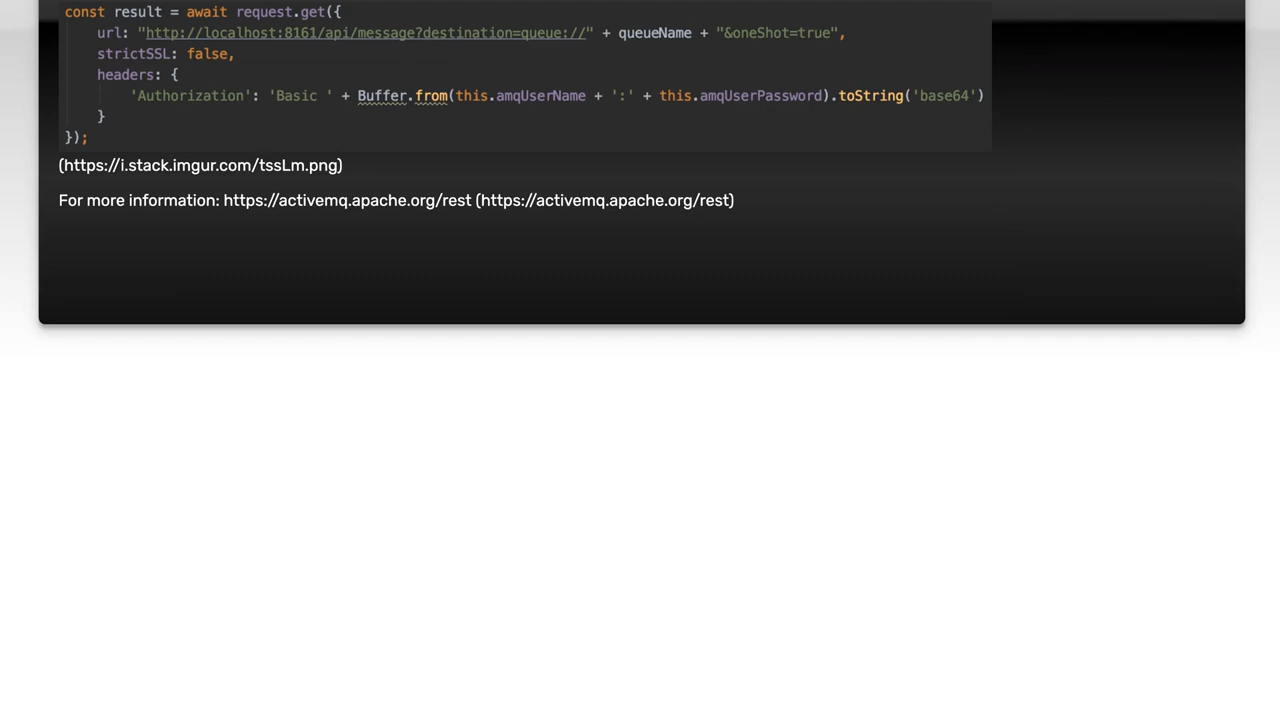 const result = await request.get({
url: "http://localhost:8161/api/message?destination=queue://" + queueName + "&oneShot=true",
strictSSL: false,
headers: {
'Authorization': 'Basic ' + Buffer.from(this.amqUserName + ':' + this.amqUserPassword).toString('base64')
}
});
(https://i.stack.imgur.com/tssLm.png)
For more information: https://activemq.apache.org/rest (https://activemq.apache.org/rest)